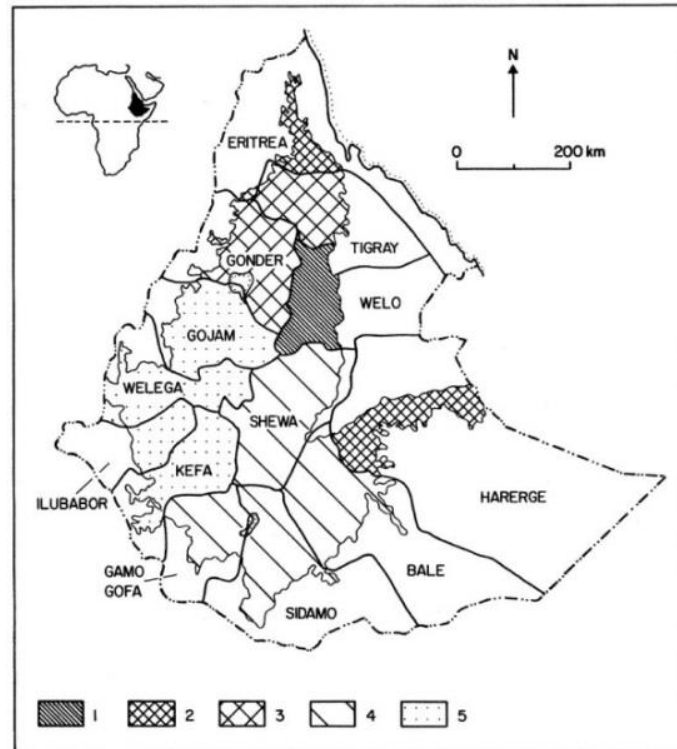 N
0 200 km
ERITREA
TIGRAY
GONDER
WELO
GOJAM
WELEGA
SHEWA
KEFA
ILUBABOR
HARERGE
GAMO
GOFA
BALE
SIDAMO
1 2 3 4 5